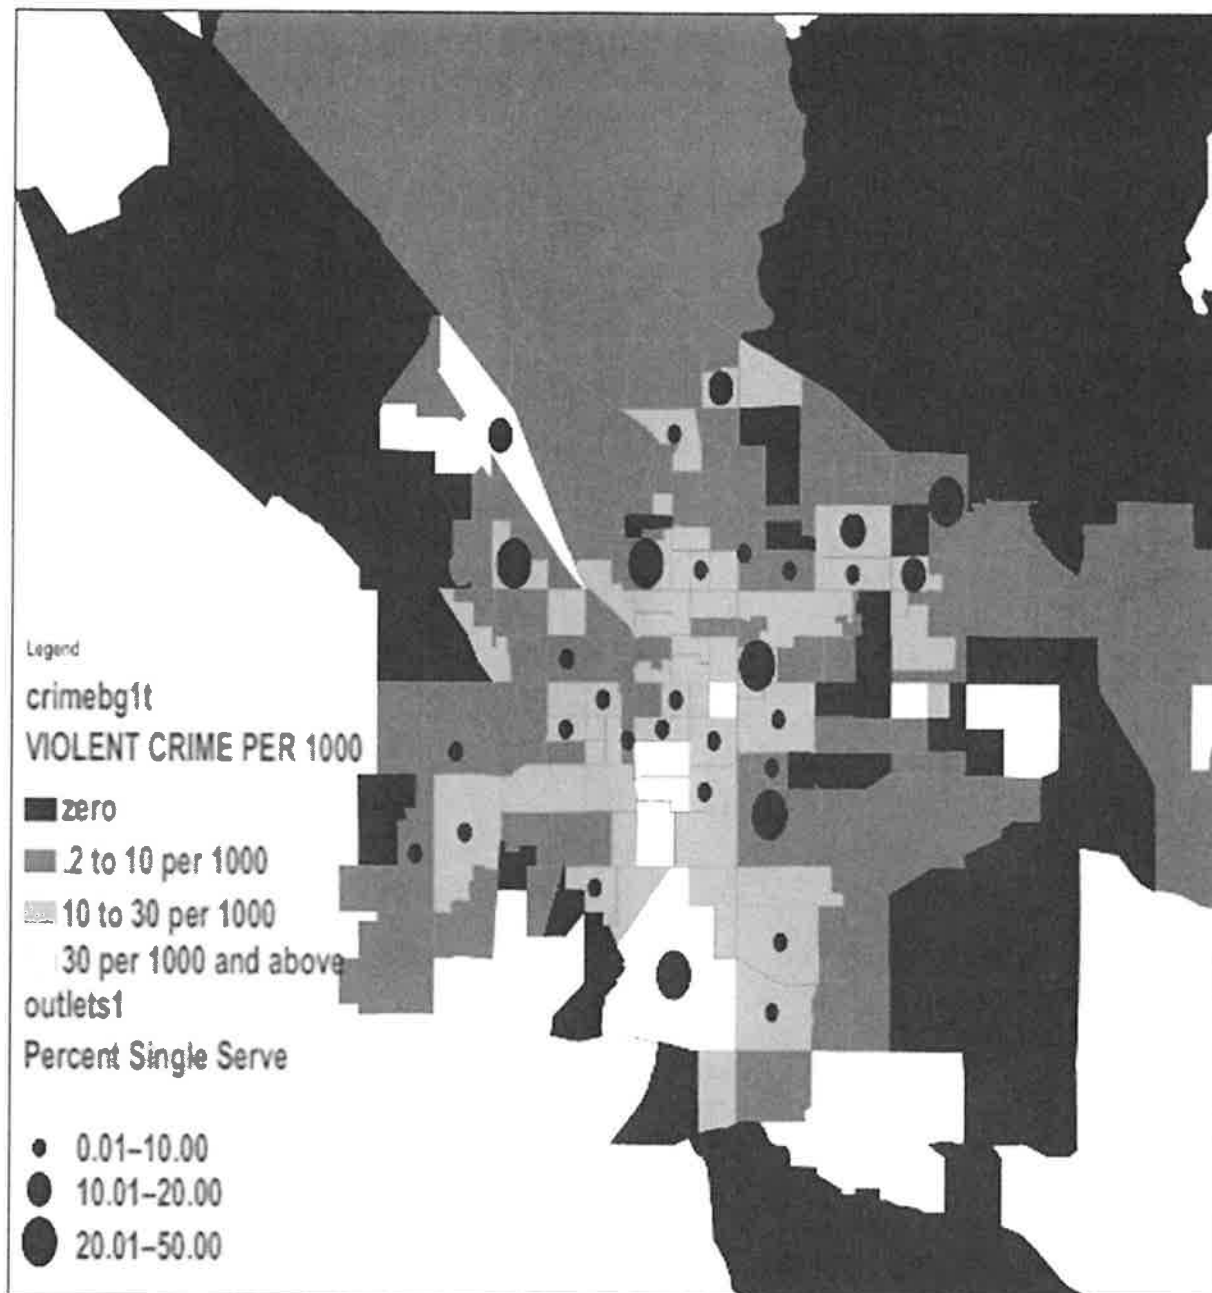 Legend
crimebg1t
VIOLENT CRIME PER 1000
zero
.2 to 10 per 1000
10 to 30 per 1000
30 per 1000 and above
outlets1
Percent Single Serve
0.01–10.00
10.01–20.00
20.01–50.00